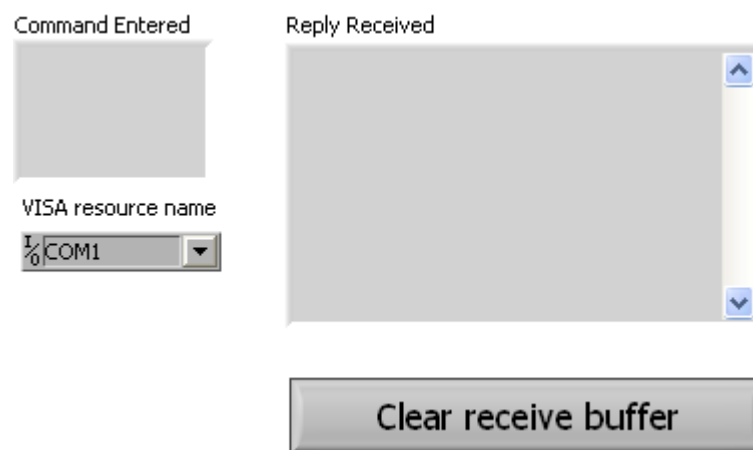 Command Entered
Reply Received
VISA resource name
I/O COM1
Clear receive buffer